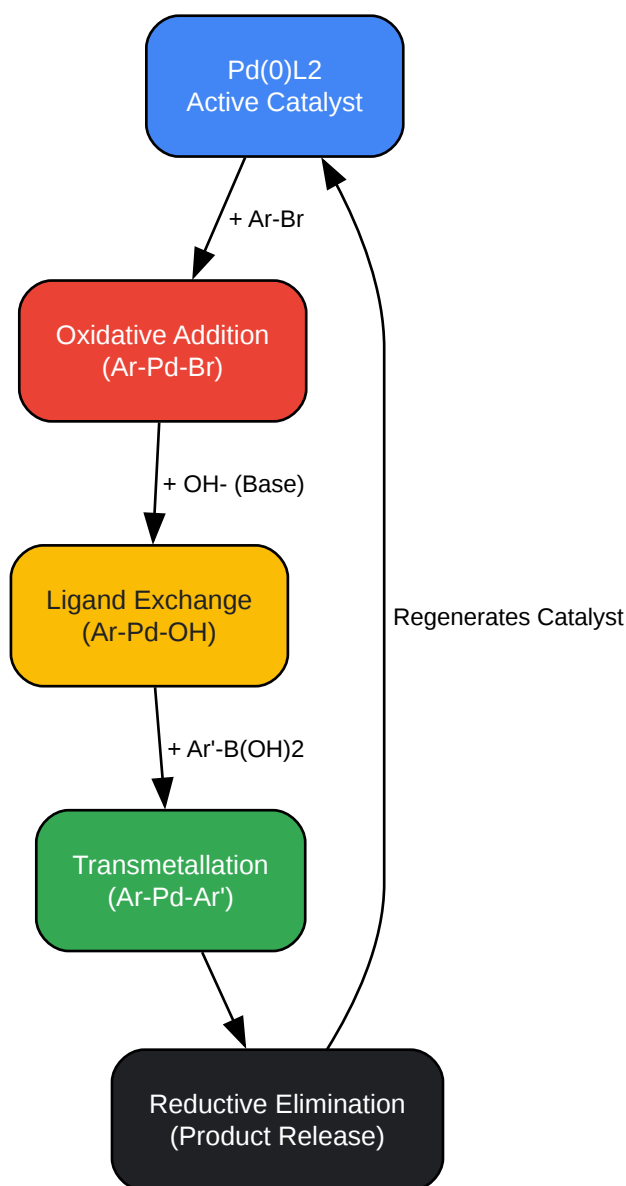 Pd(0)L2
Active Catalyst
+ Ar-Br
Oxidative Addition
(Ar-Pd-Br)
+ OH- (Base)
Ligand Exchange
(Ar-Pd-OH)
Regenerates Catalyst
+ Ar'-B(OH)2
Transmetallation
(Ar-Pd-Ar')
Reductive Elimination
(Product Release)